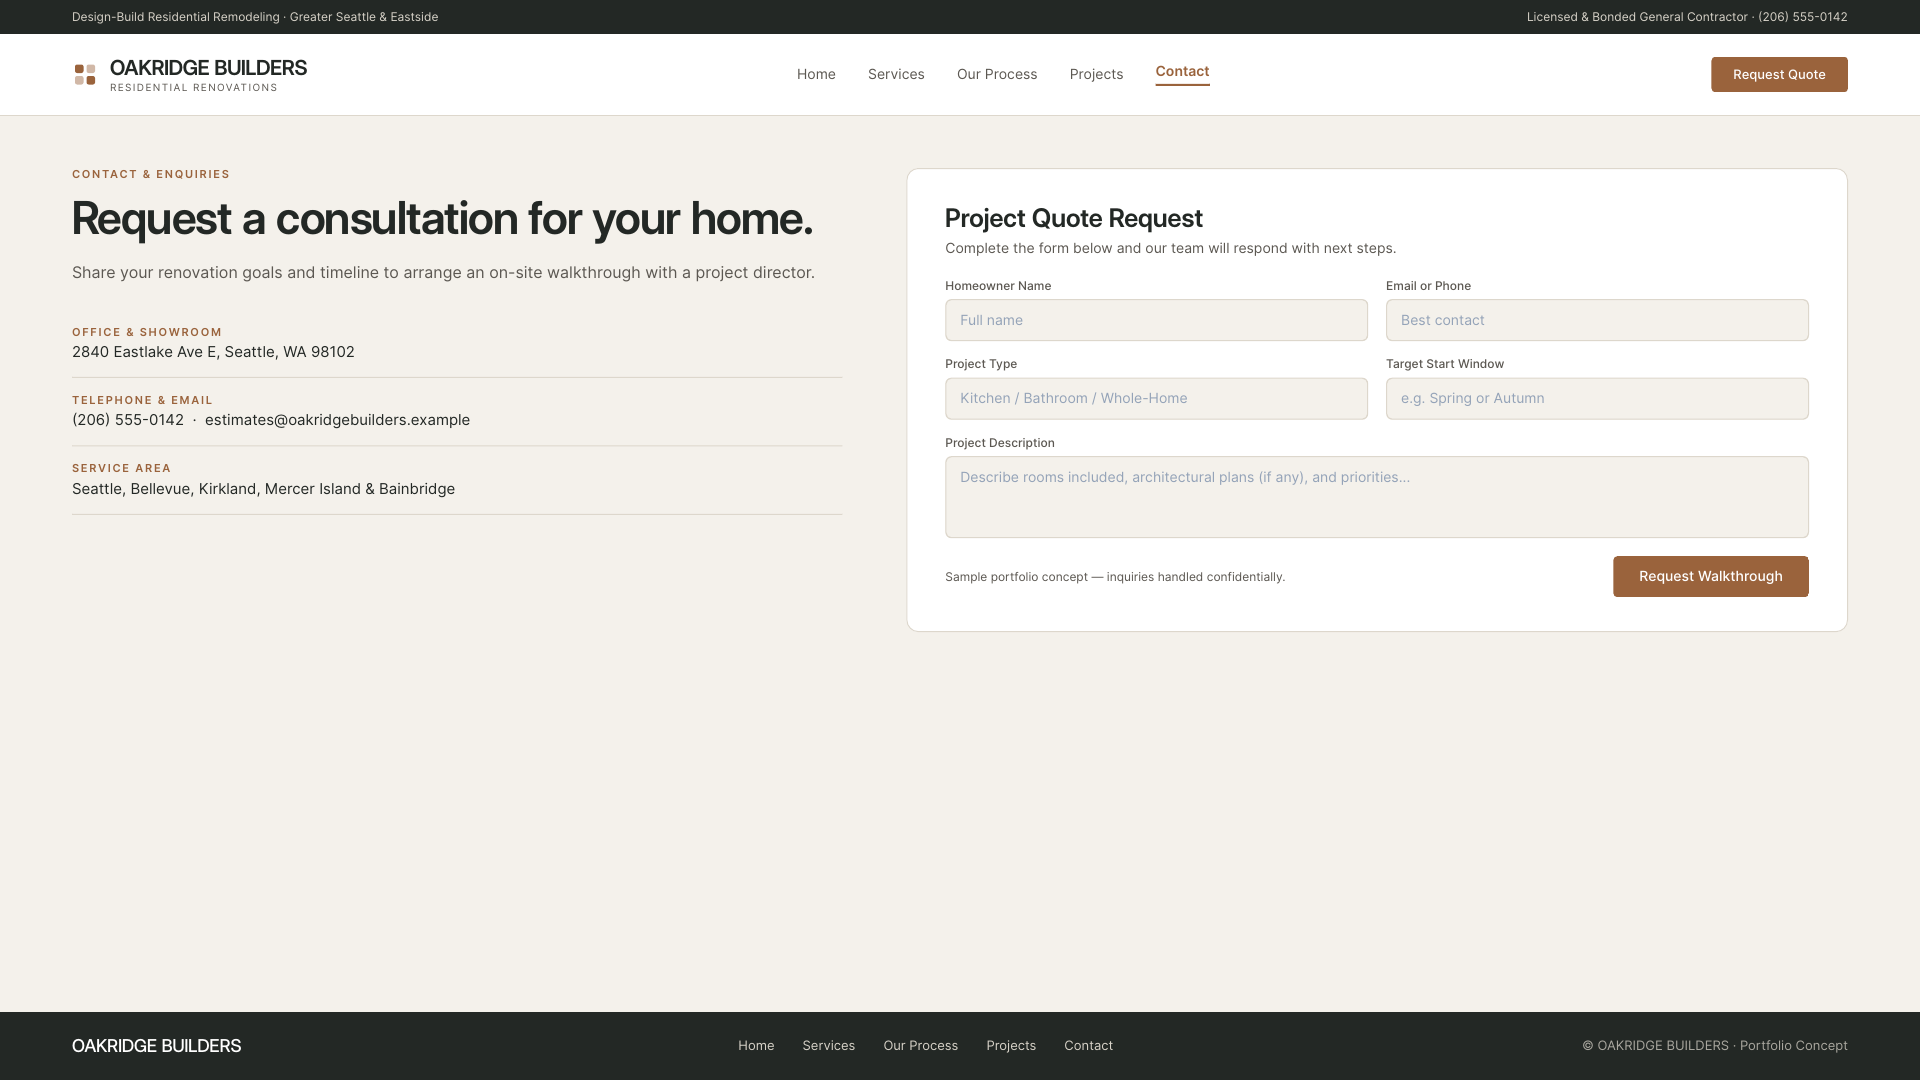 Design-Build Residential Remodeling · Greater Seattle & Eastside
Licensed & Bonded General Contractor · (206) 555-0142
OAKRIDGE BUILDERS
RESIDENTIAL RENOVATIONS
Home
Services
Our Process
Projects
Contact
Request Quote
CONTACT & ENQUIRIES
Request a consultation for your home.
Share your renovation goals and timeline to arrange an on-site walkthrough with a project director.
OFFICE & SHOWROOM
2840 Eastlake Ave E, Seattle, WA 98102
TELEPHONE & EMAIL
(206) 555-0142 · estimates@oakridgebuilders.example
SERVICE AREA
Seattle, Bellevue, Kirkland, Mercer Island & Bainbridge
Project Quote Request
Complete the form below and our team will respond with next steps.
Homeowner Name
Full name
Email or Phone
Best contact
Project Type
Kitchen / Bathroom / Whole-Home
Target Start Window
e.g. Spring or Autumn
Project Description
Describe rooms included, architectural plans (if any), and priorities...
Sample portfolio concept — inquiries handled confidentially.
Request Walkthrough
OAKRIDGE BUILDERS
Home
Services
Our Process
Projects
Contact
© OAKRIDGE BUILDERS · Portfolio Concept